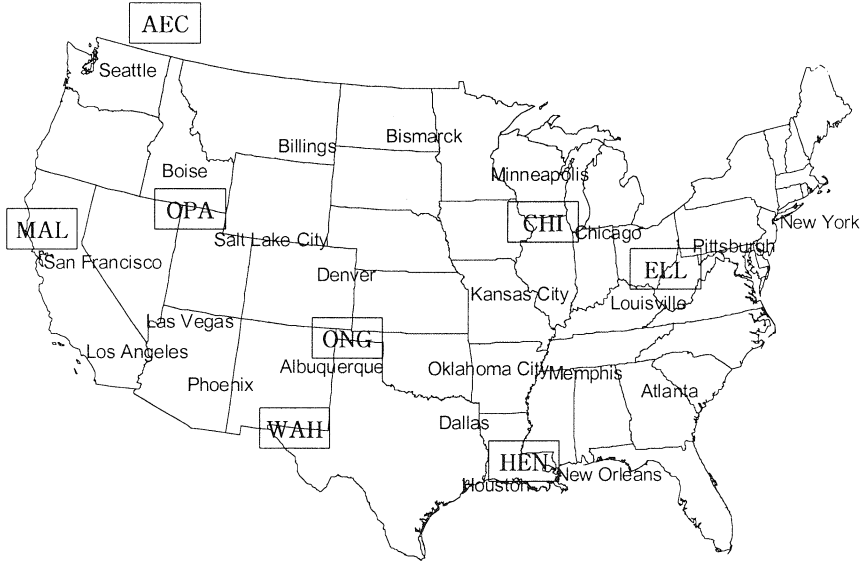 AEC
Seattle
Billings
Bismarck
Boise
Minneapolis
OPA
MAL
CHI
New York
Salt Lake City
Chicago
Pittsburgh
San Francisco
ELL
Denver
Kansas City
Louisville
Las Vegas
ONG
Los Angeles
Albuquerque
Oklahoma City
Memphis
Phoenix
Atlanta
Dallas
WAH
HEN
Houston
New Orleans